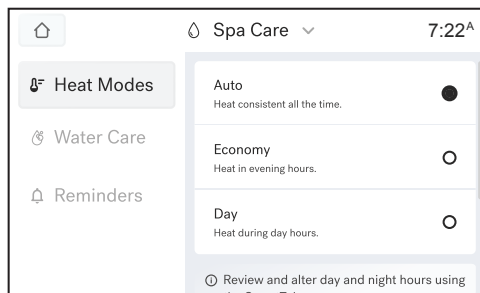 Spa Care
7:22ᴬ
Heat Modes
Water Care
Reminders
Auto
Heat consistent all the time.
Economy
Heat in evening hours.
Day
Heat during day hours.
Review and alter day and night hours using